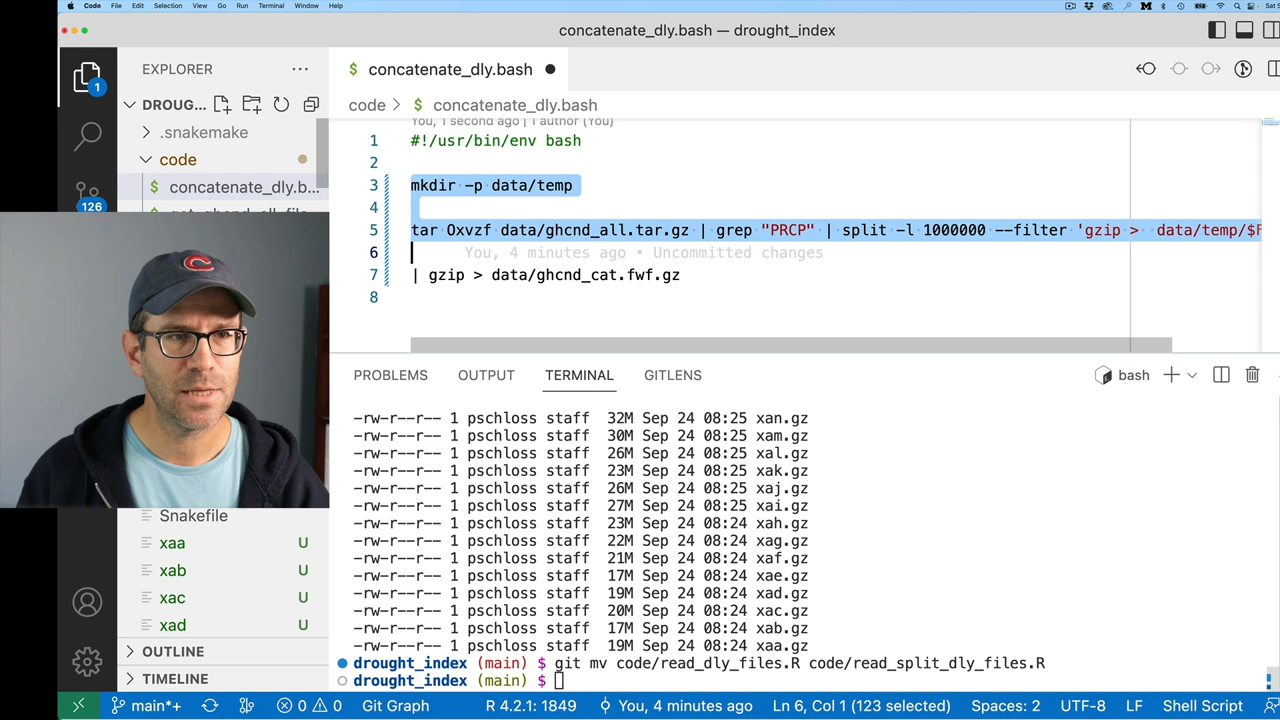 Code File Edit Selection View Go Run Terminal Window Help
concatenate_dly.bash — drought_index
EXPLORER
1
$ concatenate_dly.bash
DROUG...
code > $ concatenate_dly.bash
You, 1 second ago | 1 author (You)
.snakemake
code
$ concatenate_dly.b...
126
1 #!/usr/bin/env bash
2
3 mkdir -p data/temp
4
5 tar Oxvzf data/ghcnd_all.tar.gz | grep "PRCP" | split -l 1000000 --filter 'gzip > data/temp/$F
6 You, 4 minutes ago • Uncommitted changes
7 | gzip > data/ghcnd_cat.fwf.gz
8
PROBLEMS OUTPUT TERMINAL GITLENS
bash
-rw-r--r-- 1 pschloss staff 32M Sep 24 08:25 xan.gz
-rw-r--r-- 1 pschloss staff 30M Sep 24 08:25 xam.gz
-rw-r--r-- 1 pschloss staff 26M Sep 24 08:25 xal.gz
-rw-r--r-- 1 pschloss staff 23M Sep 24 08:25 xak.gz
-rw-r--r-- 1 pschloss staff 26M Sep 24 08:25 xaj.gz
-rw-r--r-- 1 pschloss staff 27M Sep 24 08:25 xai.gz
-rw-r--r-- 1 pschloss staff 23M Sep 24 08:24 xah.gz
-rw-r--r-- 1 pschloss staff 22M Sep 24 08:24 xag.gz
-rw-r--r-- 1 pschloss staff 21M Sep 24 08:24 xaf.gz
-rw-r--r-- 1 pschloss staff 17M Sep 24 08:24 xae.gz
-rw-r--r-- 1 pschloss staff 19M Sep 24 08:24 xad.gz
-rw-r--r-- 1 pschloss staff 20M Sep 24 08:24 xac.gz
-rw-r--r-- 1 pschloss staff 17M Sep 24 08:24 xab.gz
-rw-r--r-- 1 pschloss staff 19M Sep 24 08:24 xaa.gz
drought_index (main) $ git mv code/read_dly_files.R code/read_split_dly_files.R
drought_index (main) $
Snakefile
xaa U
xab U
xac U
xad U
OUTLINE
TIMELINE
main*+ 0 0 Git Graph R 4.2.1: 1849 You, 4 minutes ago Ln 6, Col 1 (123 selected) Spaces: 2 UTF-8 LF Shell Script